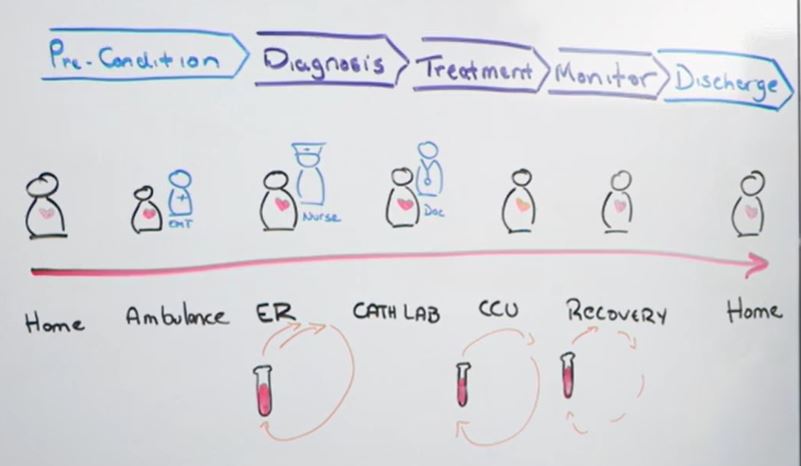 Pre-Condition
Diagnosis
Treatment
Monitor
Discharge
EMT
Nurse
Doc
Home
Ambulance
ER
CATH LAB
CCU
RECOVERY
Home